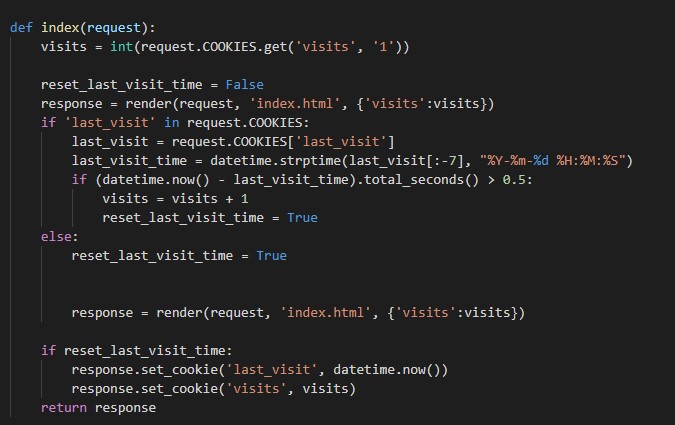 def index(request):
    visits = int(request.COOKIES.get('visits', '1'))
    reset_last_visit_time = False
    response = render(request, 'index.html', {'visits':visits})
    if 'last_visit' in request.COOKIES:
        last_visit = request.COOKIES['last_visit']
        last_visit_time = datetime.strptime(last_visit[:-7], "%Y-%m-%d %H:%M:%S")
        if (datetime.now() - last_visit_time).total_seconds() > 0.5:
            visits = visits + 1
            reset_last_visit_time = True
    else:
        reset_last_visit_time = True
        response = render(request, 'index.html', {'visits':visits})
    if reset_last_visit_time:
        response.set_cookie('last_visit', datetime.now())
        response.set_cookie('visits', visits)
    return response